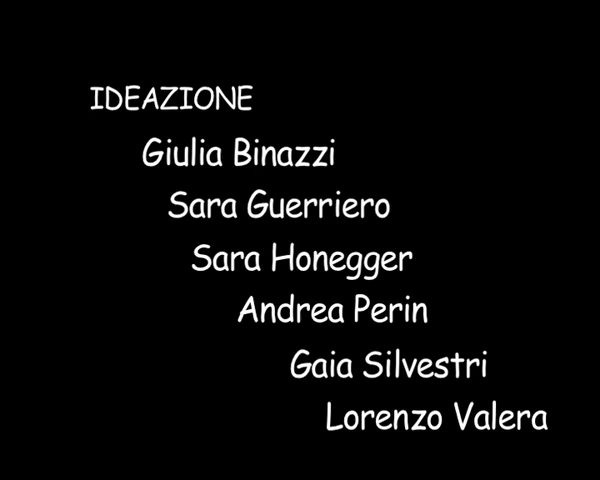 IDEAZIONE
Giulia Binazzi
Sara Guerriero
Sara Honegger
Andrea Perin
Gaia Silvestri
Lorenzo Valera